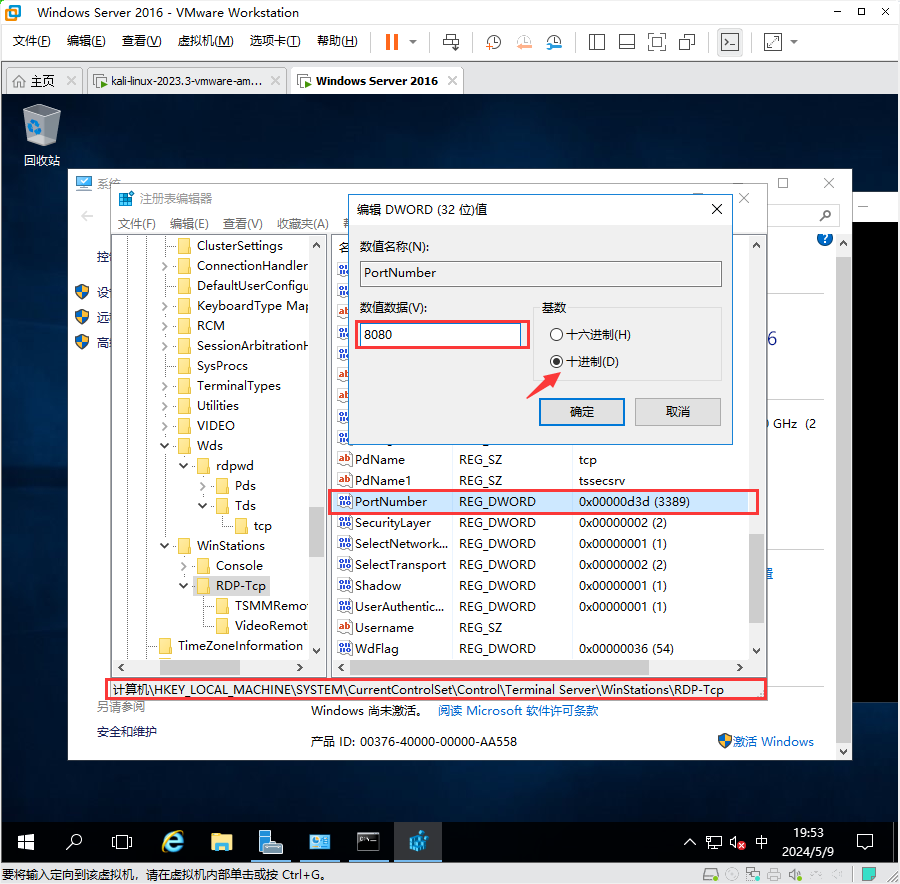 Windows Server 2016 - VMware Workstation
文件(F) 编辑(E) 查看(V) 虚拟机(M) 选项卡(T) 帮助(H)
主页 kali-linux-2023.3-vmware-am... Windows Server 2016
回收站
系统
注册表编辑器
文件(F) 编辑(E) 查看(V) 收藏夹(A)
编辑 DWORD (32 位)值
数值名称(N):
PortNumber
数值数据(V):
8080
基数
十六进制(H)
十进制(D)
确定 取消
ClusterSettings
ConnectionHandler
DefaultUserConfigu
KeyboardType Map
RCM
SessionArbitrationH
SysProcs
TerminalTypes
Utilities
VIDEO
Wds
rdpwd
Pds
Tds
tcp
WinStations
Console
RDP-Tcp
TSMMRemo
VideoRemot
TimeZoneInformation
6
GHz (2
PdName REG_SZ tcp
PdName1 REG_SZ tssecsrv
PortNumber REG_DWORD 0x00000d3d (3389)
SecurityLayer REG_DWORD 0x00000002 (2)
SelectNetwork... REG_DWORD 0x00000001 (1)
SelectTransport REG_DWORD 0x00000002 (2)
Shadow REG_DWORD 0x00000001 (1)
UserAuthentic... REG_DWORD 0x00000001 (1)
Username REG_SZ
WdFlag REG_DWORD 0x00000036 (54)
计算机\HKEY_LOCAL_MACHINE\SYSTEM\CurrentControlSet\Control\Terminal Server\WinStations\RDP-Tcp
另请参阅
安全和维护
Windows 尚未激活。 阅读 Microsoft 软件许可条款
产品 ID: 00376-40000-00000-AA558
激活 Windows
中
19:53
2024/5/9
要将输入定向到该虚拟机，请在虚拟机内部单击或按 Ctrl+G。